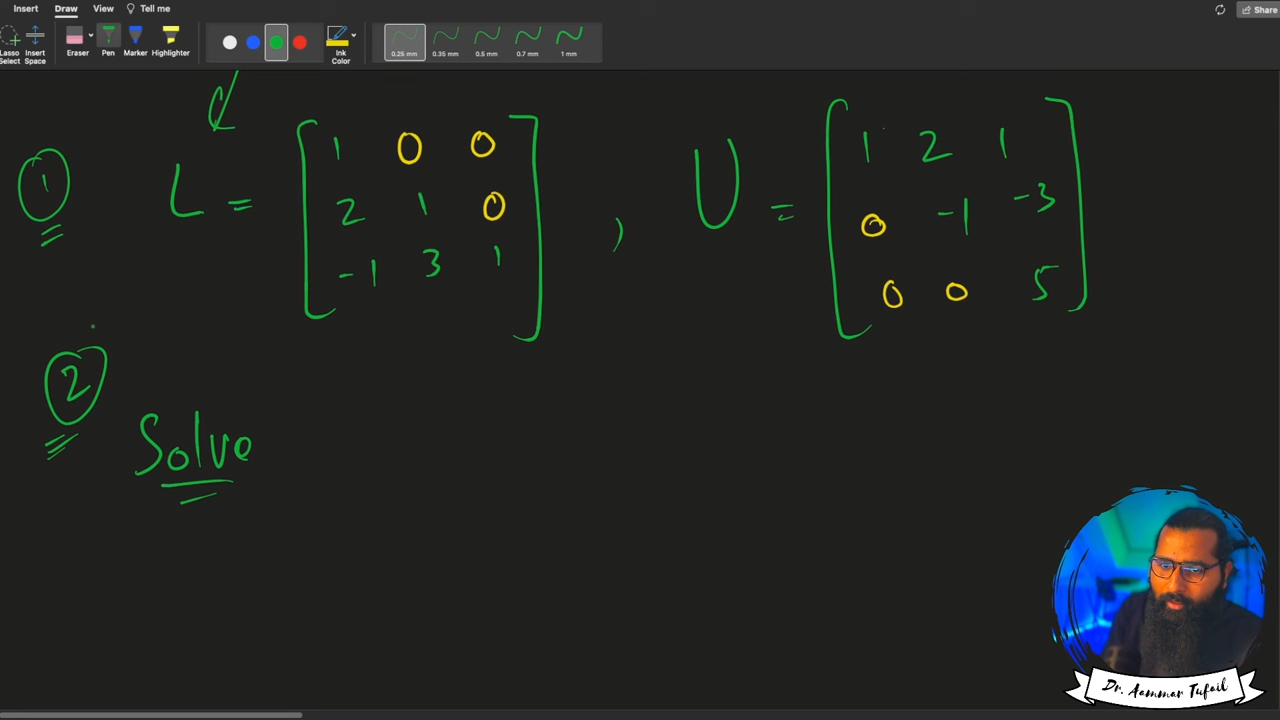 Insert Draw View Tell me Share
Lasso Select Insert Space Eraser Pen Marker Highlighter Ink Color 0.25 mm 0.35 mm 0.5 mm 0.7 mm 1 mm
1 L = [ 1 0 0 , U = [ 1 2 1
2 1 0 0 -1 -3
-1 3 1 ] 0 0 5 ]
2
Solve
Dr. Aammar Tufail